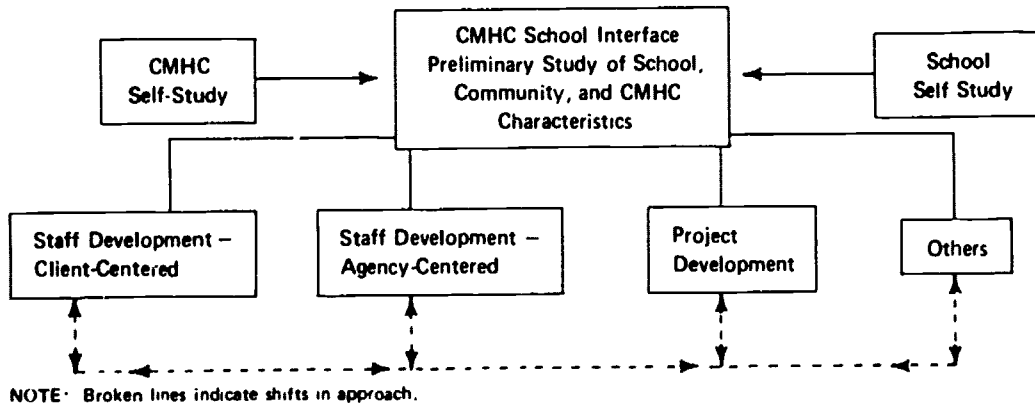 CMHC
Self-Study
CMHC School Interface
Preliminary Study of School,
Community, and CMHC
Characteristics
School
Self Study
Staff Development –
Client-Centered
Staff Development –
Agency-Centered
Project
Development
Others
NOTE· Broken lines indicate shifts in approach.